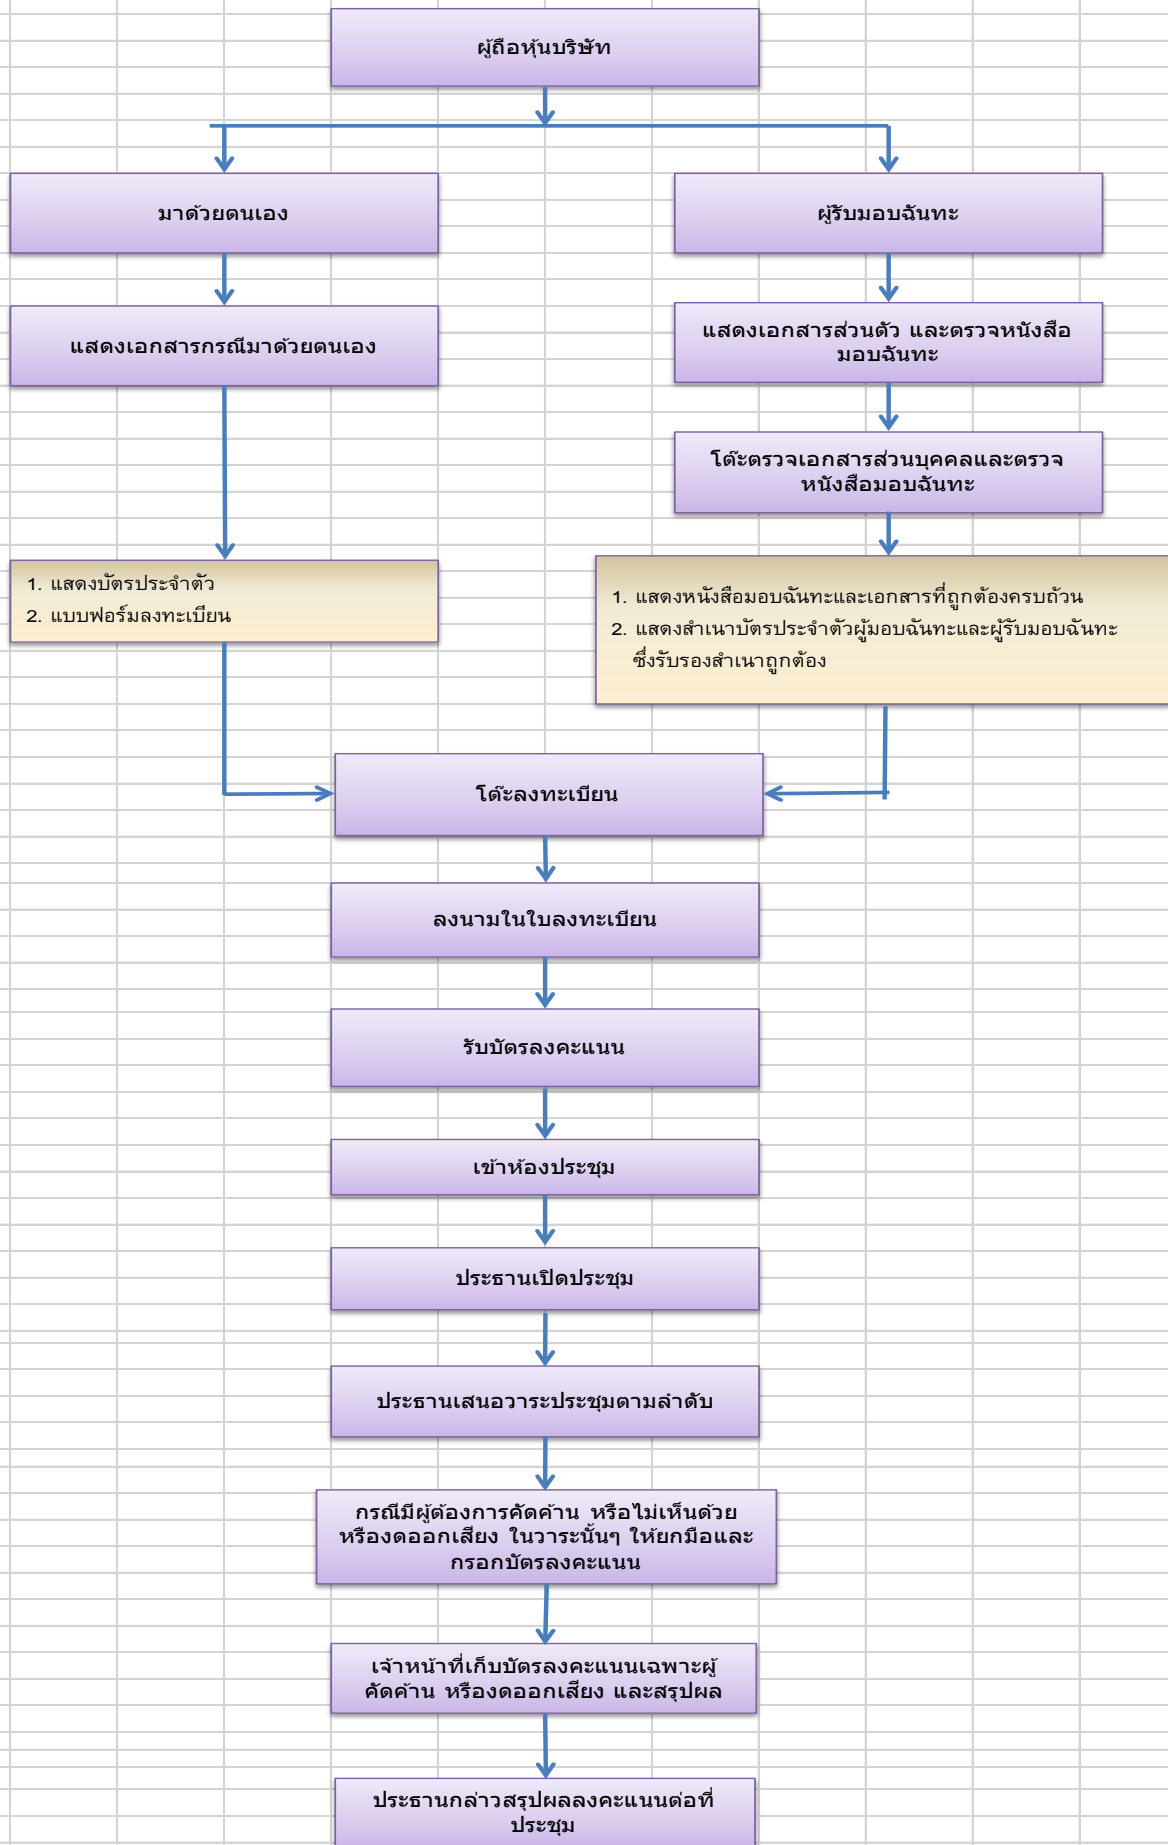 ผู้ถือหุ้นบริษัท
มาด้วยตนเอง
ผู้รับมอบฉันทะ
แสดงเอกสารกรณีมาด้วยตนเอง
แสดงเอกสารส่วนตัว และตรวจหนังสือ
มอบฉันทะ
โต๊ะตรวจเอกสารส่วนบุคคลและตรวจ
หนังสือมอบฉันทะ
1. แสดงบัตรประจำตัว
2. แบบฟอร์มลงทะเบียน
1. แสดงหนังสือมอบฉันทะและเอกสารที่ถูกต้องครบถ้วน
2. แสดงสำเนาบัตรประจำตัวผู้มอบฉันทะและผู้รับมอบฉันทะ
ซึ่งรับรองสำเนาถูกต้อง
โต๊ะลงทะเบียน
ลงนามในใบลงทะเบียน
รับบัตรลงคะแนน
เข้าห้องประชุม
ประธานเปิดประชุม
ประธานเสนอวาระประชุมตามลำดับ
กรณีมีผู้ต้องการคัดค้าน หรือไม่เห็นด้วย
หรืองดออกเสียง ในวาระนั้นๆ ให้ยกมือและ
กรอกบัตรลงคะแนน
เจ้าหน้าที่เก็บบัตรลงคะแนนเฉพาะผู้
คัดค้าน หรืองดออกเสียง และสรุปผล
ประธานกล่าวสรุปผลลงคะแนนต่อที่
ประชุม